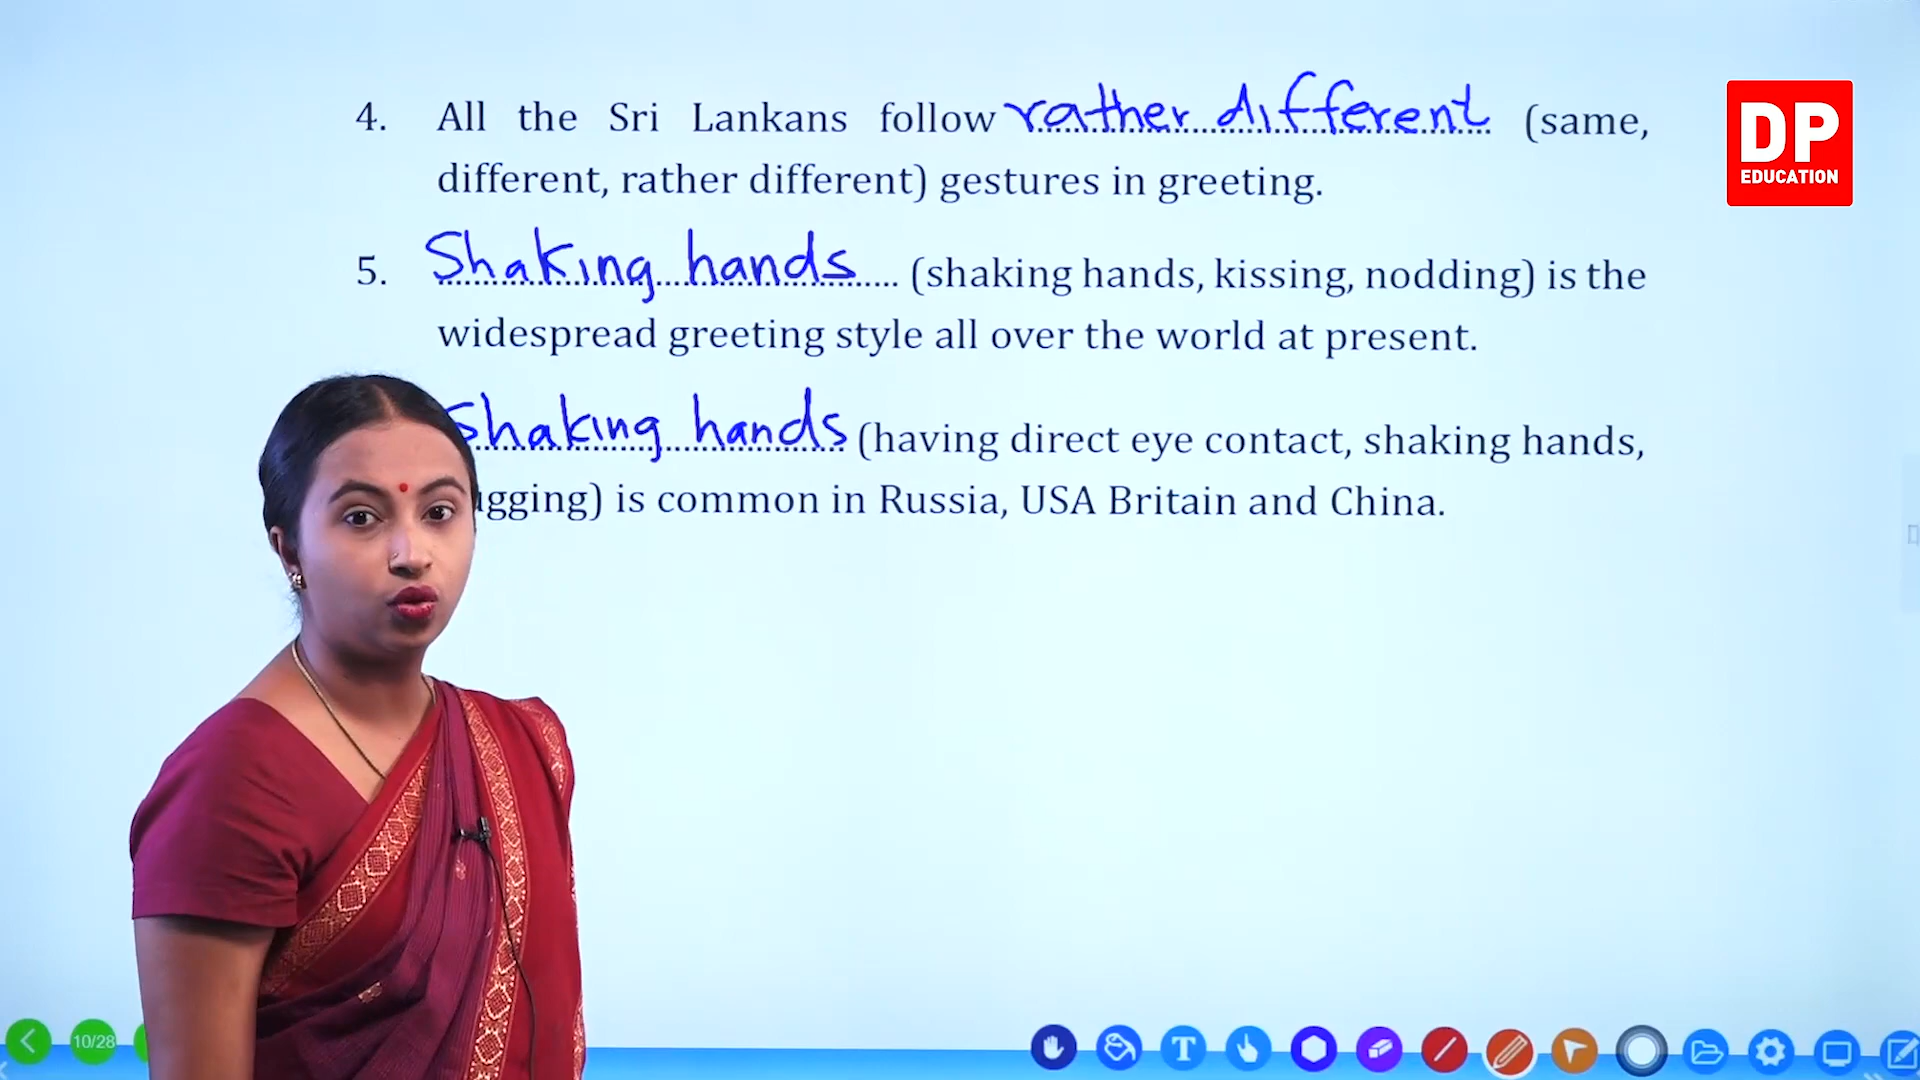 4. All the Sri Lankans follow rather different (same,
different, rather different) gestures in greeting.
5. Shaking hands (shaking hands, kissing, nodding) is the
widespread greeting style all over the world at present.
Shaking hands (having direct eye contact, shaking hands,
ugging) is common in Russia, USA Britain and China.
DP
EDUCATION
10/28
T